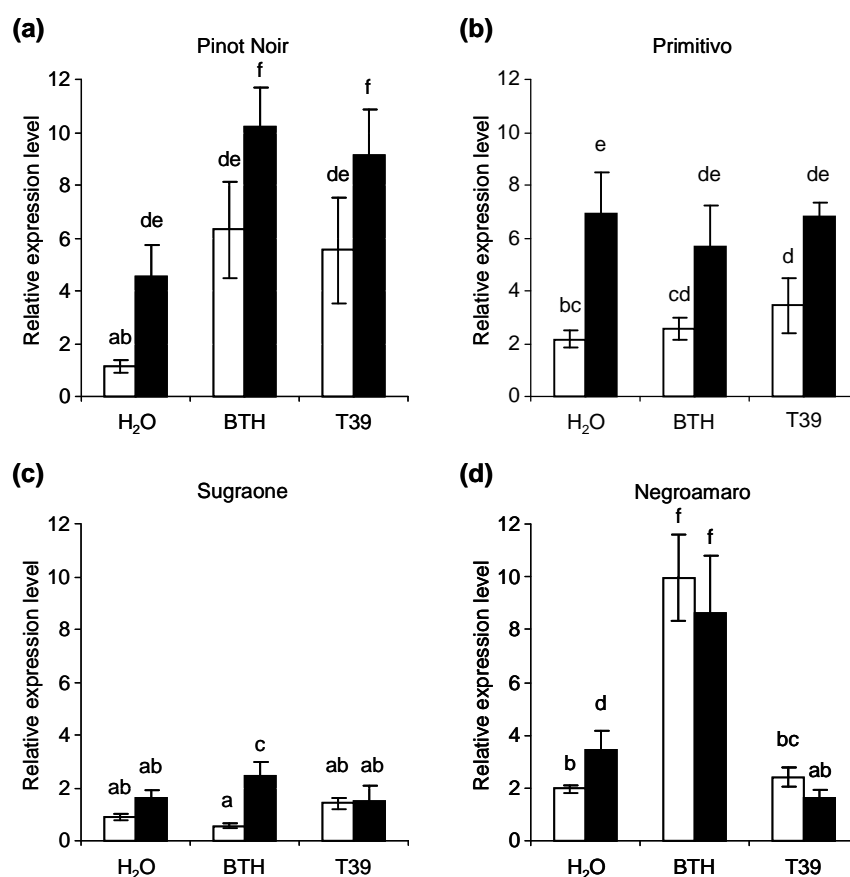 (a)
Pinot Noir
Relative expression level
12
10
8
6
4
2
0
ab
de
de
f
de
f
H₂O BTH T39
(b)
Primitivo
Relative expression level
12
10
8
6
4
2
0
bc
e
cd
de
d
de
H₂O BTH T39
(c)
Sugraone
Relative expression level
12
10
8
6
4
2
0
ab
ab
a
c
ab
ab
H₂O BTH T39
(d)
Negroamaro
Relative expression level
12
10
8
6
4
2
0
b
d
f
f
bc
ab
H₂O BTH T39